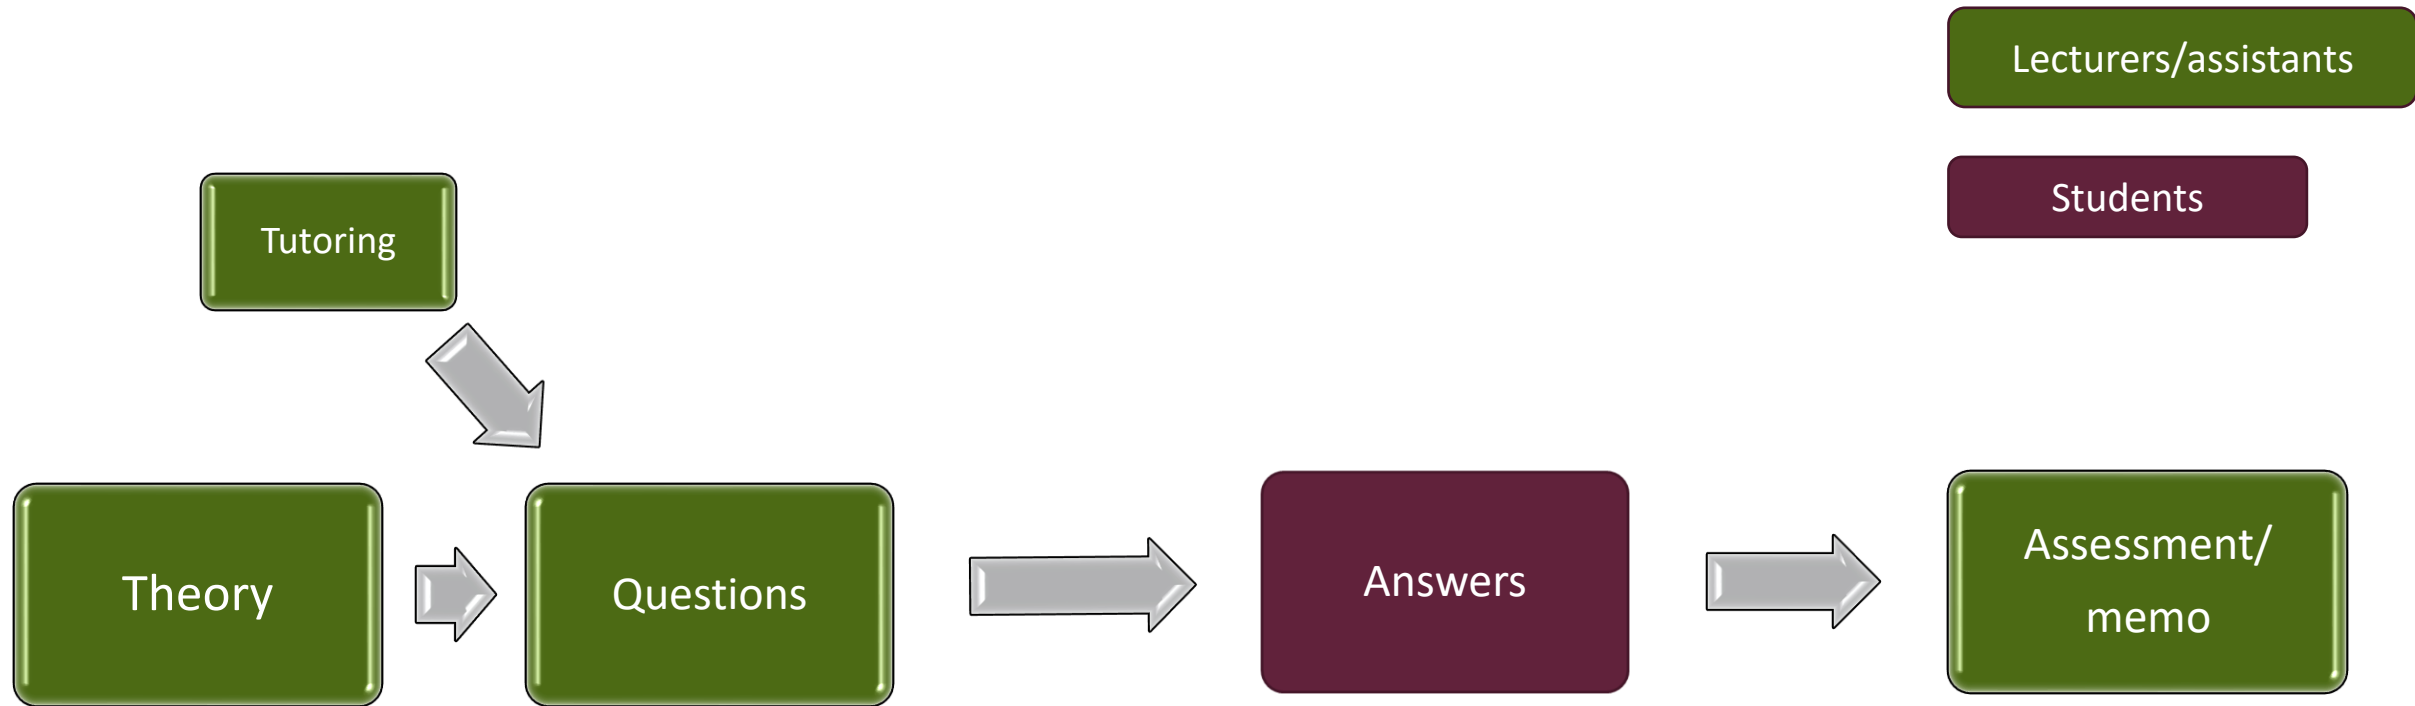 Lecturers/assistants
Students
Tutoring
Theory
Questions
Answers
Assessment/
memo